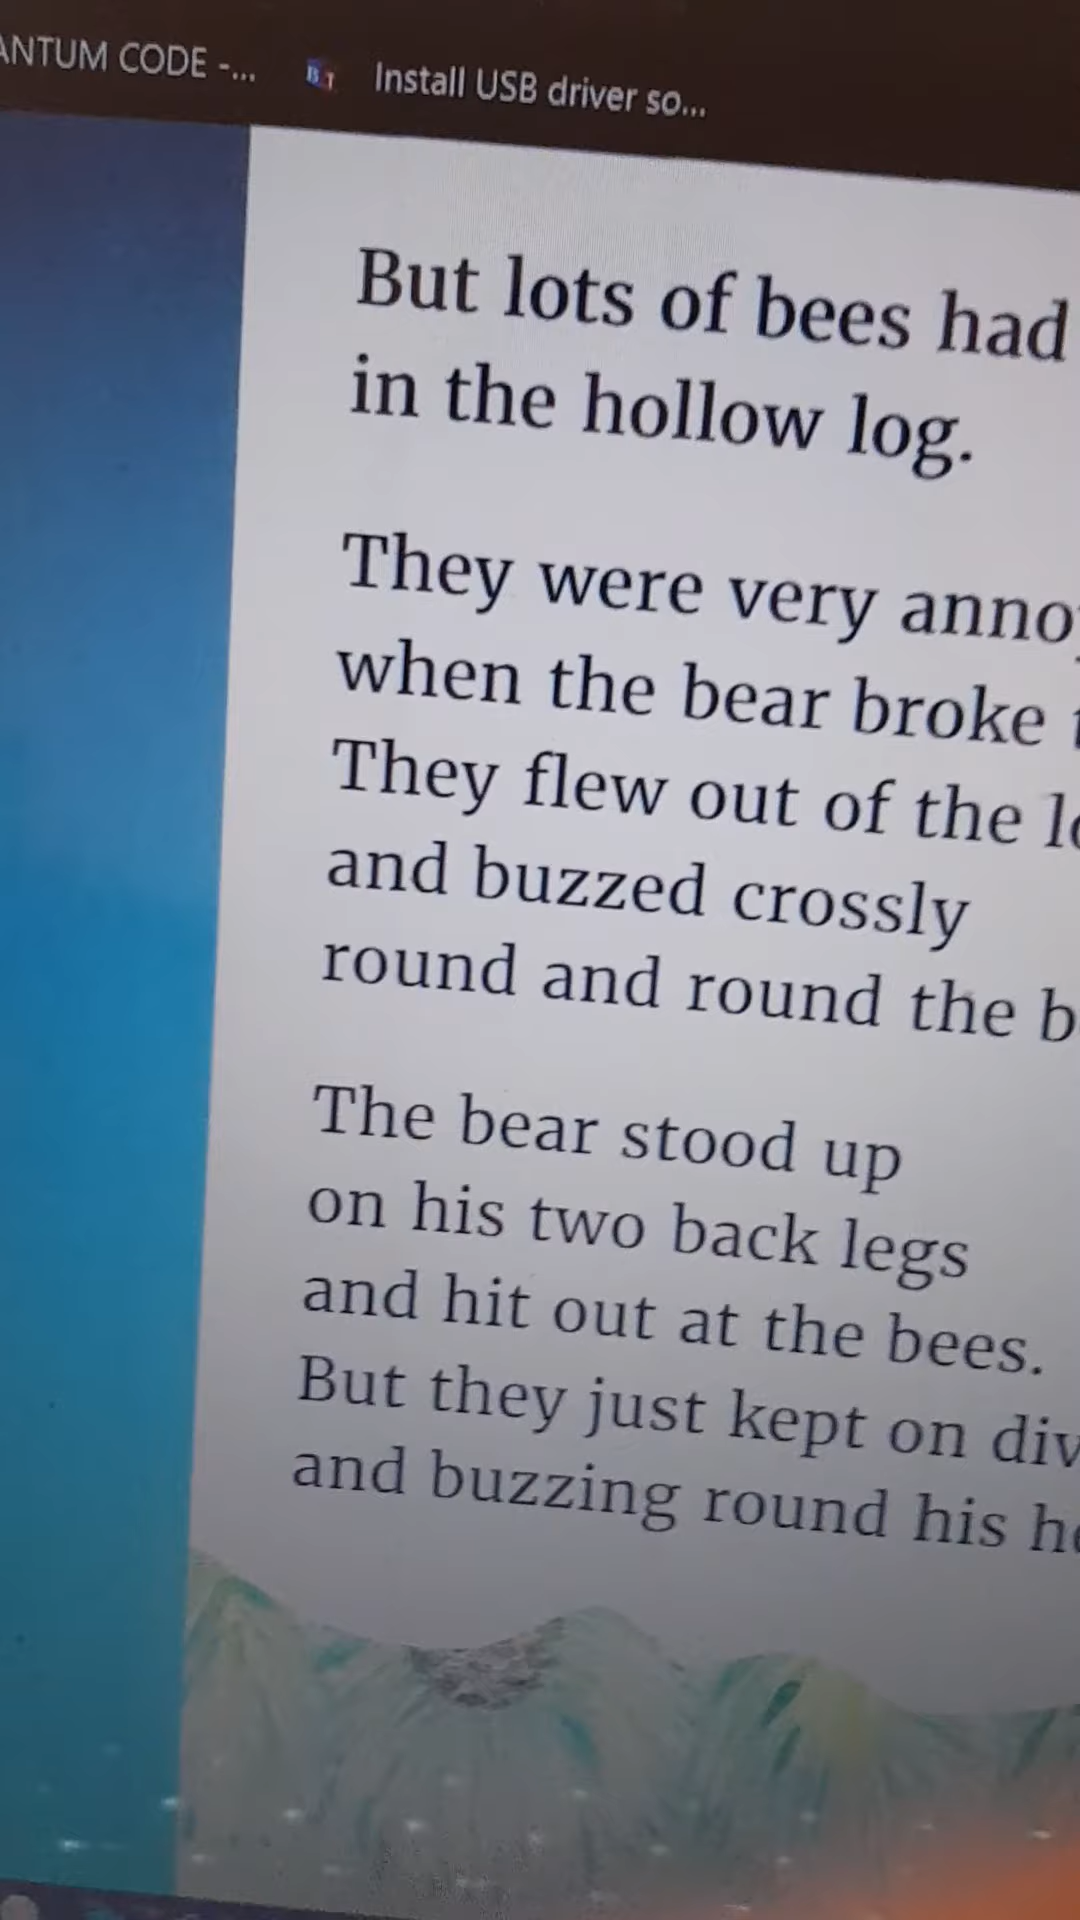 ANTUM CODE -...
Install USB driver so...
But lots of bees had
in the hollow log.
They were very anno
when the bear broke
They flew out of the
and buzzed crossly
round and round the b
The bear stood up
on his two back legs
and hit out at the bees.
But they just kept on div
and buzzing round his